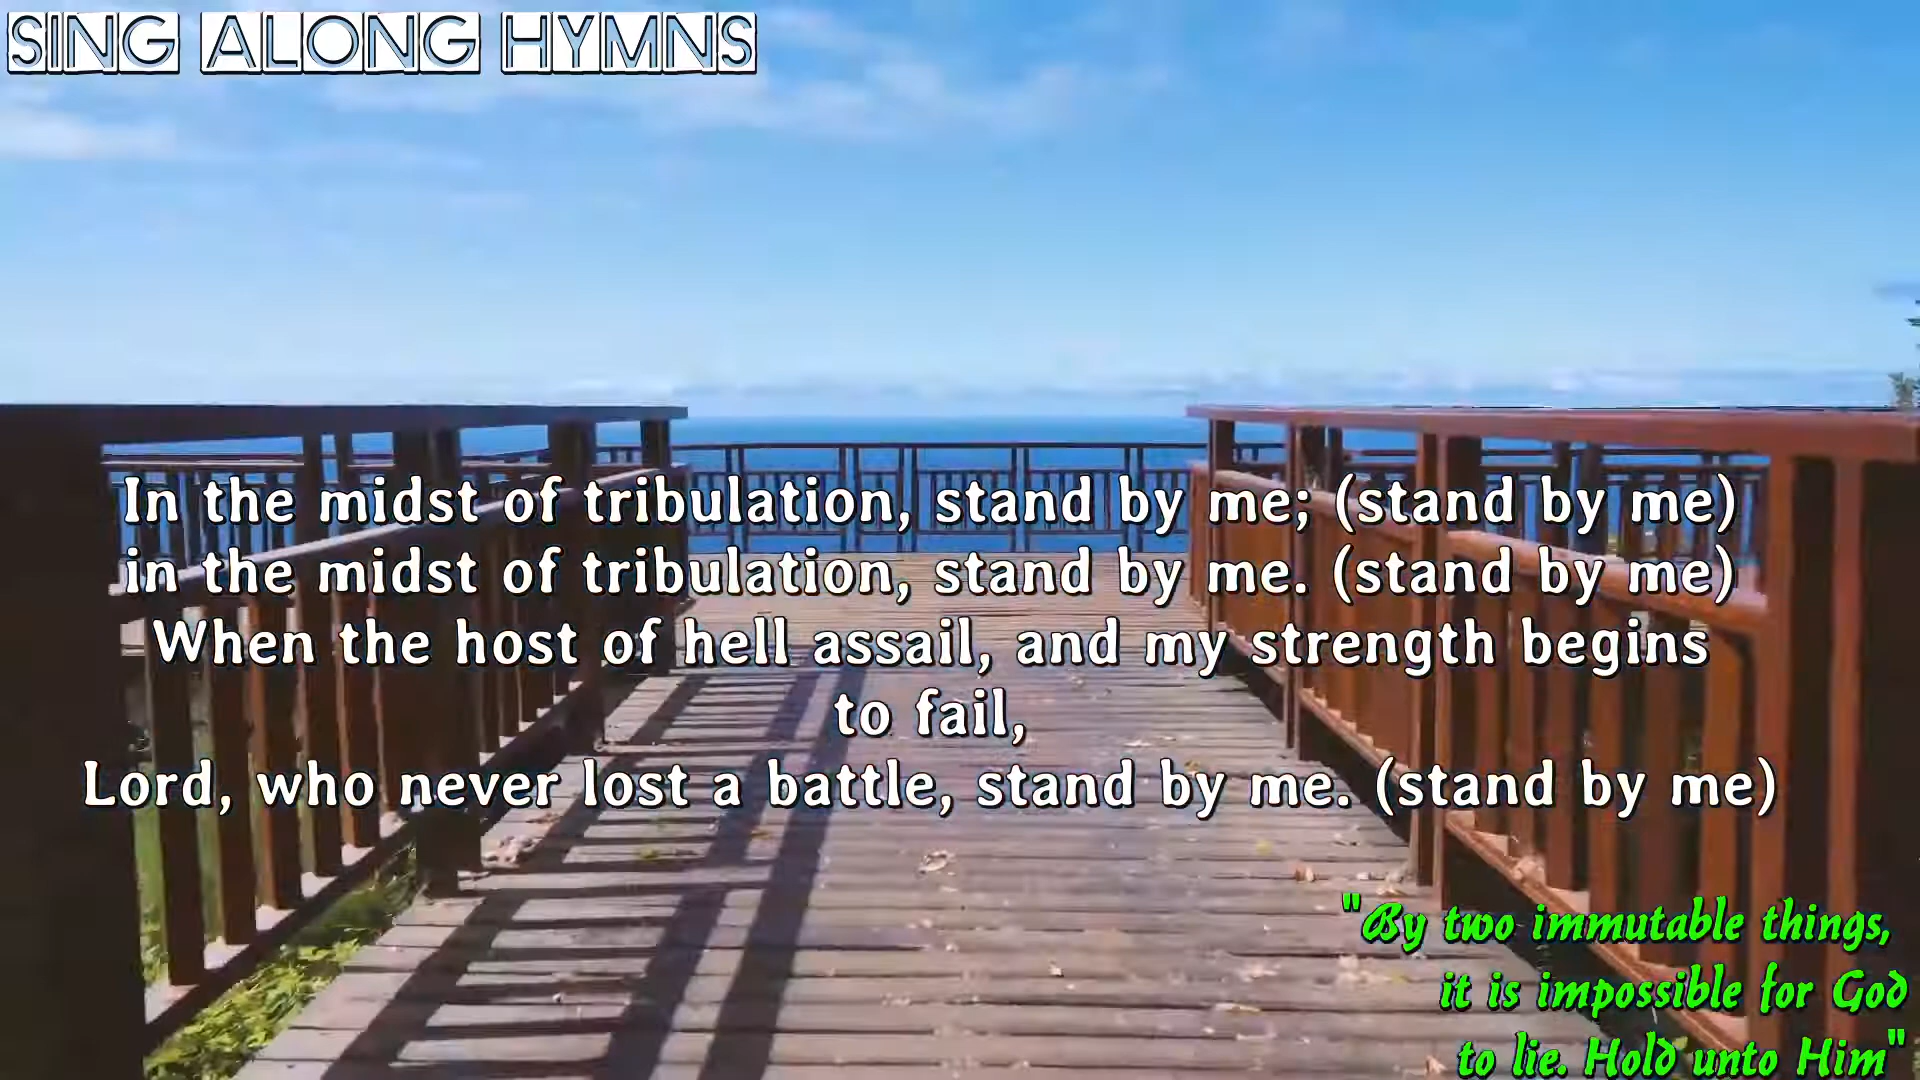 SING ALONG HYMNS
In the midst of tribulation, stand by me; (stand by me)
in the midst of tribulation, stand by me. (stand by me)
When the host of hell assail, and my strength begins
to fail,
Lord, who never lost a battle, stand by me. (stand by me)
"By two immutable things,
it is impossible for God
to lie. Hold unto Him"